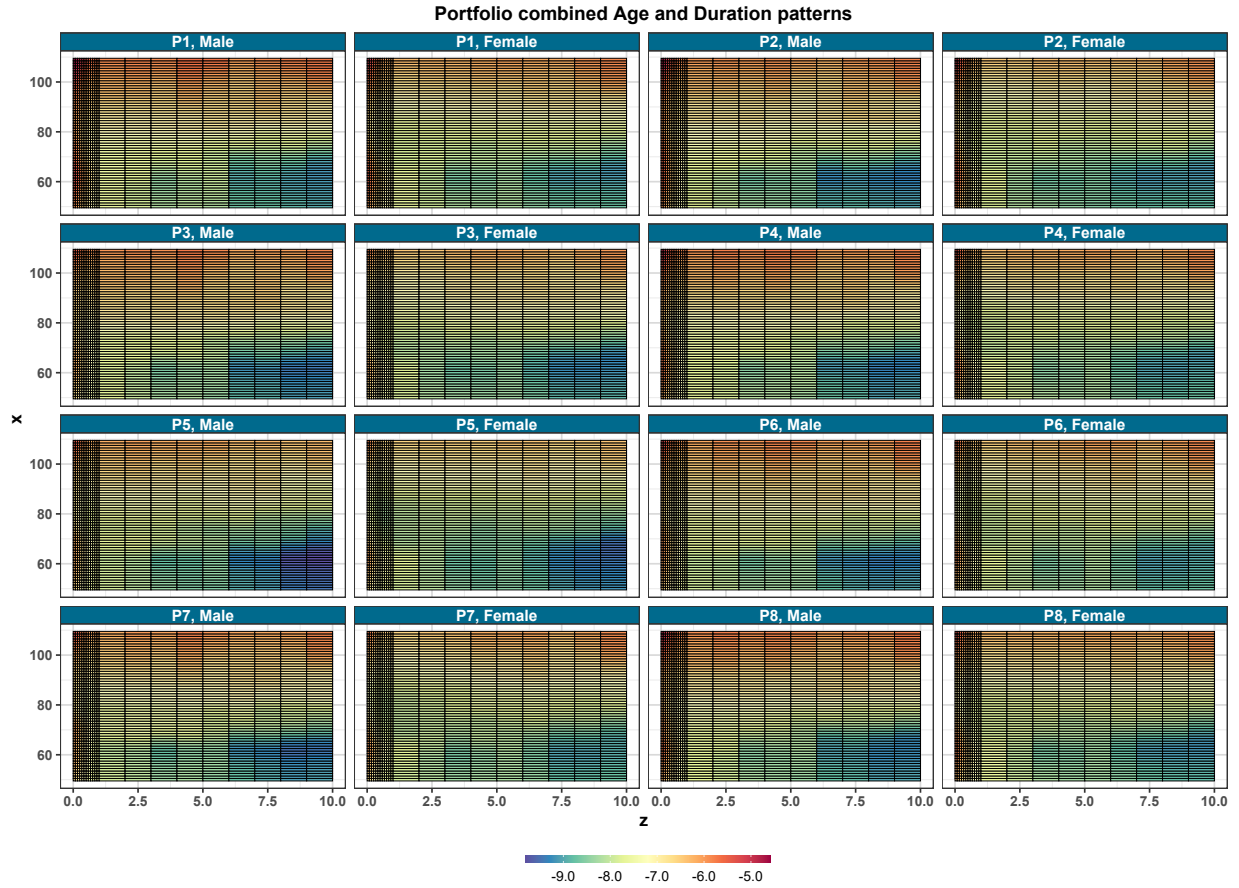 Portfolio combined Age and Duration patterns
P1, Male P1, Female P2, Male P2, Female
100
80
60
P3, Male P3, Female P4, Male P4, Female
100
80
60
x
P5, Male P5, Female P6, Male P6, Female
100
80
60
P7, Male P7, Female P8, Male P8, Female
100
80
60
0.0 2.5 5.0 7.5 10.0 0.0 2.5 5.0 7.5 10.0 0.0 2.5 5.0 7.5 10.0 0.0 2.5 5.0 7.5 10.0
z
-9.0 -8.0 -7.0 -6.0 -5.0